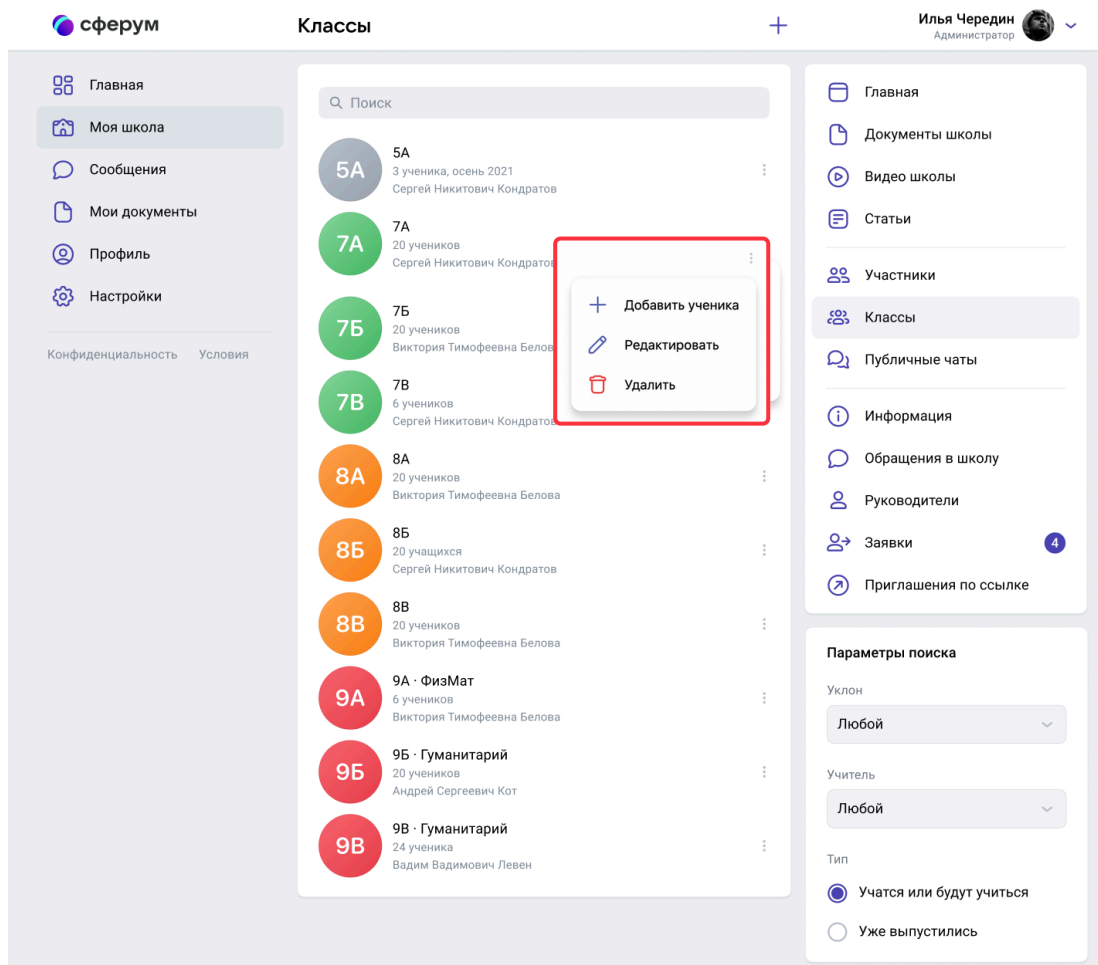 сферум
Классы
Илья Чередин
Администратор
Главная
Моя школа
Сообщения
Мои документы
Профиль
Настройки
Конфиденциальность Условия
Поиск
5А
5А
3 ученика, осень 2021
Сергей Никитович Кондратов
7А
7А
20 учеников
Сергей Никитович Кондратов
7Б
7Б
20 учеников
Виктория Тимофеевна Белов
7В
7В
6 учеников
Сергей Никитович Кондратов
Добавить ученика
Редактировать
Удалить
8А
8А
20 учеников
Виктория Тимофеевна Белова
8Б
8Б
20 учащихся
Сергей Никитович Кондратов
8В
8В
20 учеников
Виктория Тимофеевна Белова
9А
9А · ФизМат
6 учеников
Виктория Тимофеевна Белова
9Б
9Б · Гуманитарий
20 учеников
Андрей Сергеевич Кот
9В
9В · Гуманитарий
24 ученика
Вадим Вадимович Левен
Главная
Документы школы
Видео школы
Статьи
Участники
Классы
Публичные чаты
Информация
Обращения в школу
Руководители
Заявки 4
Приглашения по ссылке
Параметры поиска
Уклон
Любой
Учитель
Любой
Тип
Учатся или будут учиться
Уже выпустились